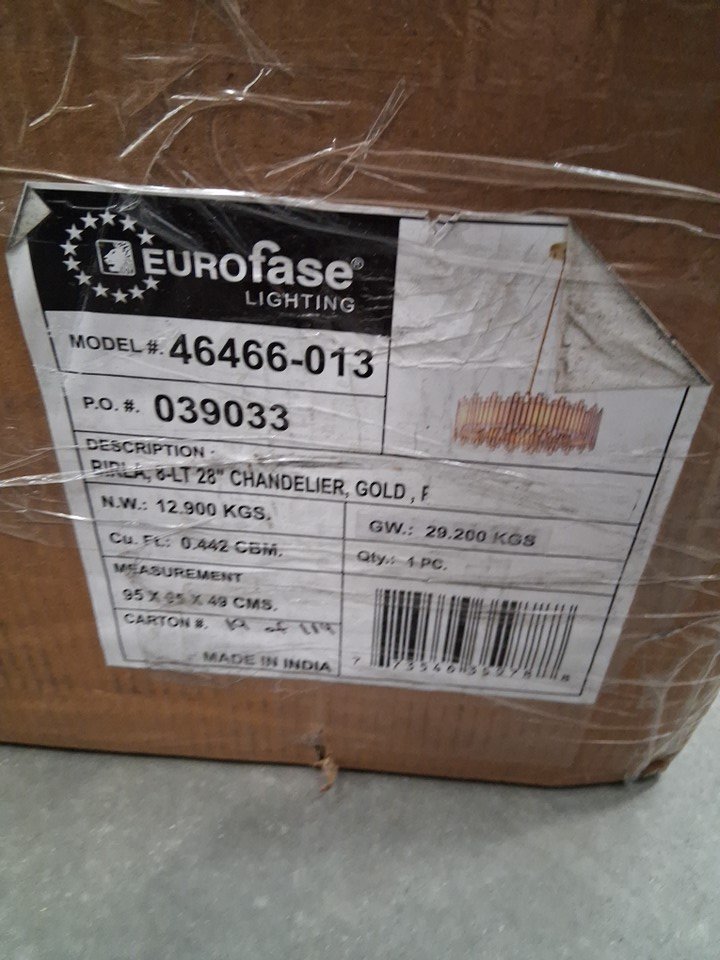 EUROfase®
LIGHTING
MODEL #. 46466-013
P.O. #. 039033
DESCRIPTION
8-LT 28" CHANDELIER, GOLD ,
N.W.: 12.900 KGS.
GW.: 29.200 KGS
Cu. Ft.: 0.442 CBM.
Qty.: 1 PC.
MEASUREMENT
95 X 95 X 49 CMS.
CARTON #. of
MADE IN INDIA